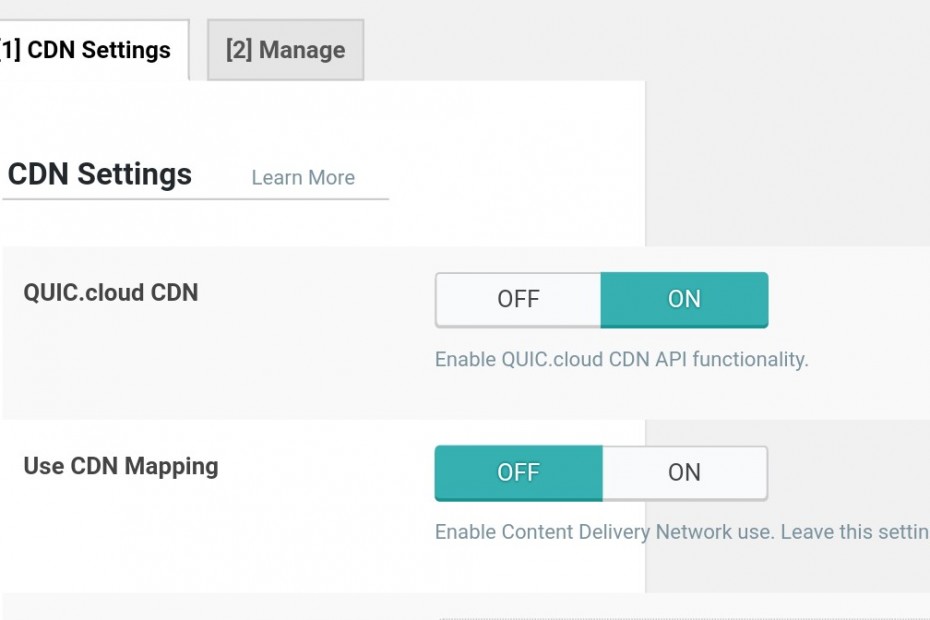 [1] CDN Settings [2] Manage
CDN Settings Learn More
QUIC.cloud CDN OFF ON
Enable QUIC.cloud CDN API functionality.
Use CDN Mapping OFF ON
Enable Content Delivery Network use. Leave this settin